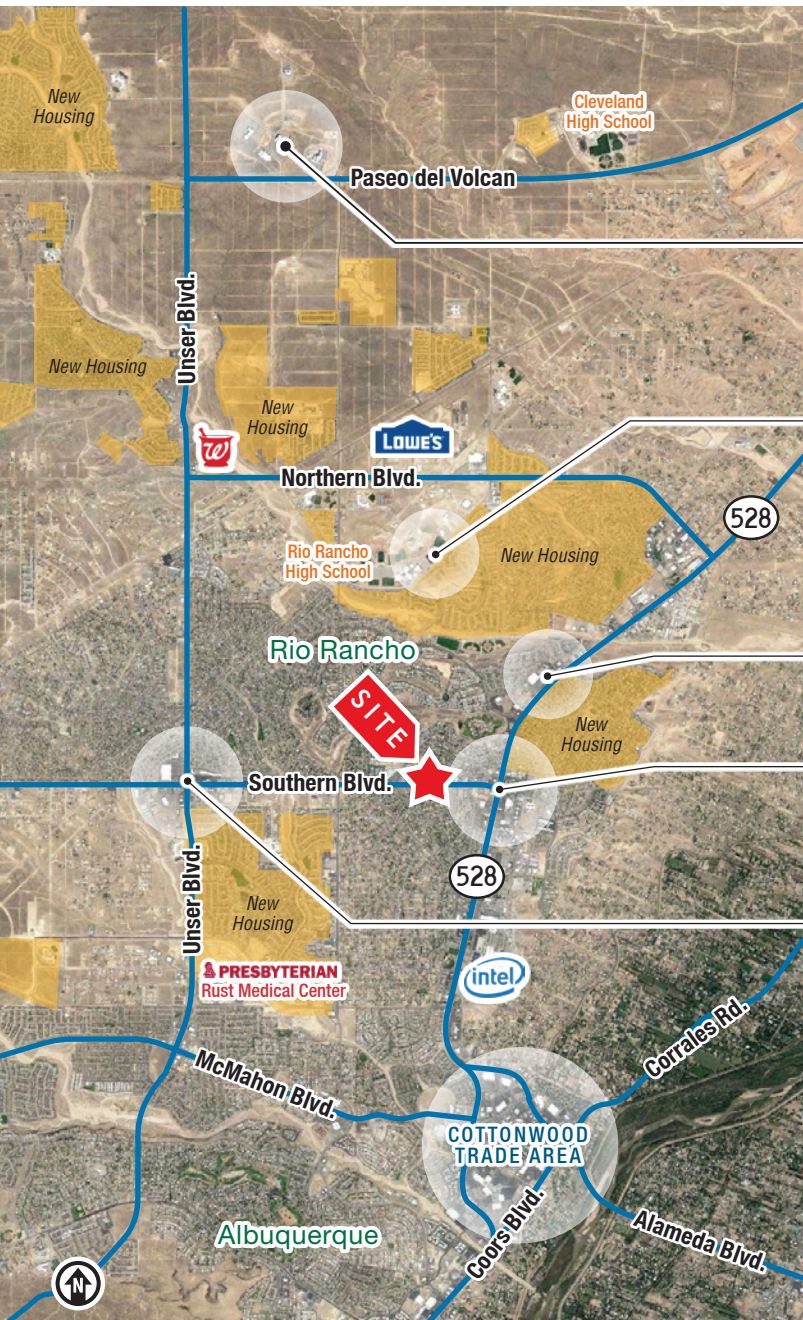 New
Housing
Cleveland
High School
Paseo del Volcan
Unser Blvd.
New Housing
New
Housing
W
LOWE'S
Northern Blvd.
528
Rio Rancho
High School
New Housing
Rio Rancho
SITE
New
Housing
Southern Blvd.
528
Unser Blvd.
New
Housing
PRESBYTERIAN
Rust Medical Center
intel
Corrales Rd.
McMahon Blvd.
COTTONWOOD
TRADE AREA
Coors Blvd.
Alameda Blvd.
Albuquerque
N